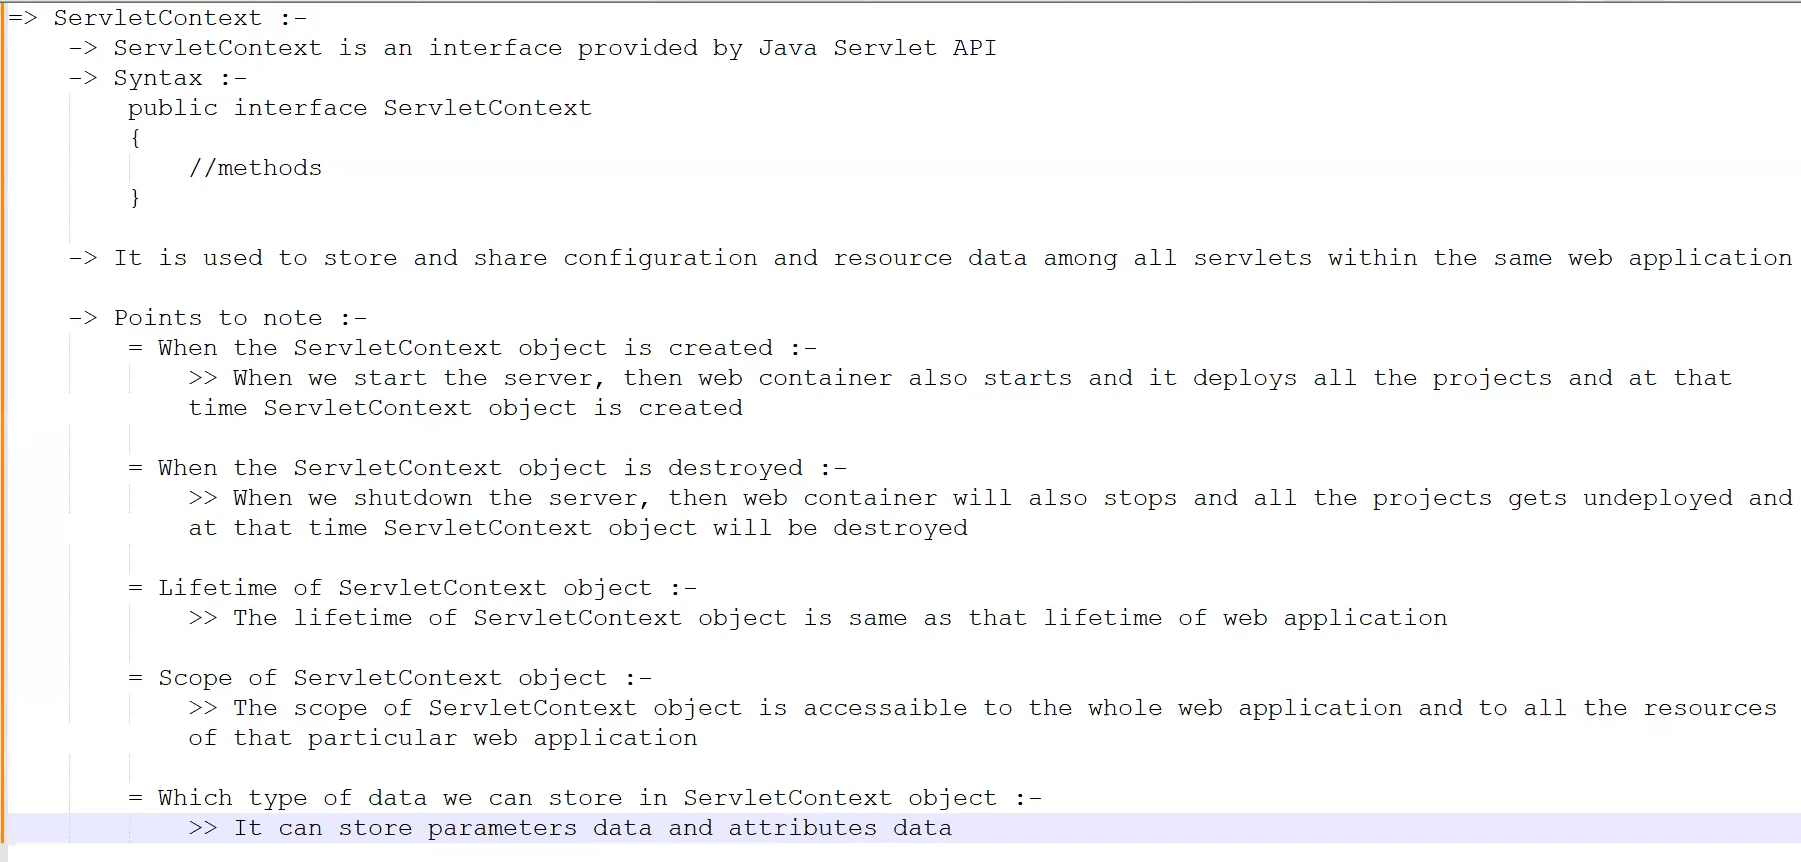 => ServletContext :-
-> ServletContext is an interface provided by Java Servlet API
-> Syntax :-
public interface ServletContext
{
//methods
}
-> It is used to store and share configuration and resource data among all servlets within the same web application
-> Points to note :-
= When the ServletContext object is created :-
>> When we start the server, then web container also starts and it deploys all the projects and at that
time ServletContext object is created
= When the ServletContext object is destroyed :-
>> When we shutdown the server, then web container will also stops and all the projects gets undeployed and
at that time ServletContext object will be destroyed
= Lifetime of ServletContext object :-
>> The lifetime of ServletContext object is same as that lifetime of web application
= Scope of ServletContext object :-
>> The scope of ServletContext object is accessaible to the whole web application and to all the resources
of that particular web application
= Which type of data we can store in ServletContext object :-
>> It can store parameters data and attributes data